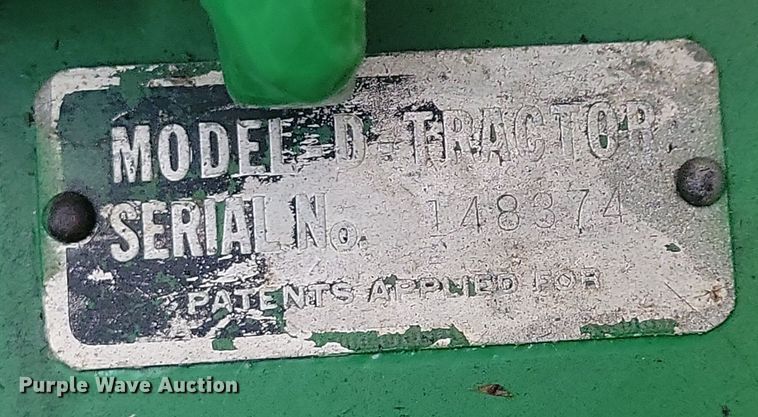 MODEL D TRACTOR
SERIAL No. 148374
PATENTS APPLIED FOR
Purple Wave Auction